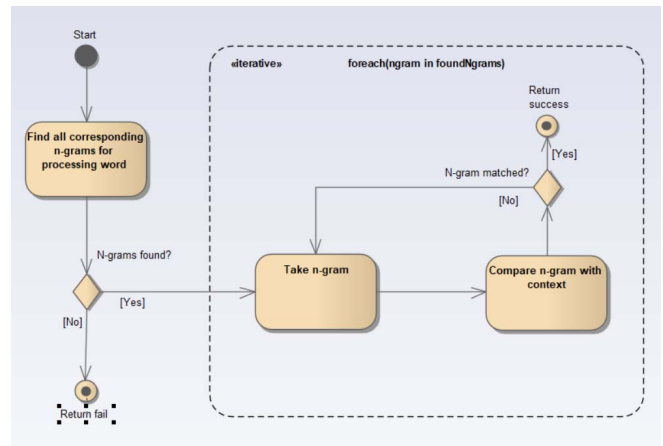 Start
«iterative» foreach(ngram in foundNgrams)
Return
success
Find all corresponding
n-grams for
processing word
[Yes]
N-gram matched?
[No]
N-grams found?
Take n-gram
Compare n-gram with
context
[Yes]
[No]
Return fail